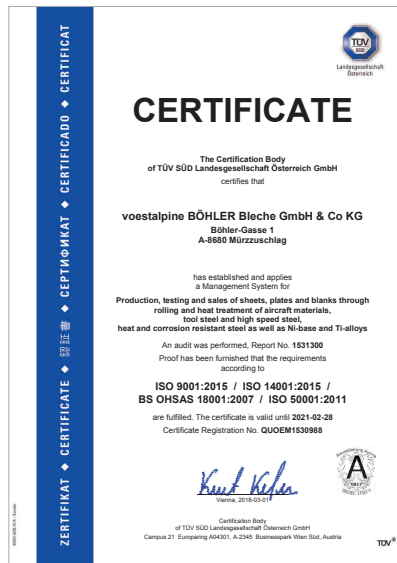 TÜV
SÜD
Landesgesellschaft
Österreich
CERTIFICATE
The Certification Body
of TÜV SÜD Landesgesellschaft Österreich GmbH
certifies that
voestalpine BÖHLER Bleche GmbH & Co KG
Böhler-Gasse 1
A-8680 Mürzzuschlag
has established and applies
a Management System for
Production, testing and sales of sheets, plates and blanks through
rolling and heat treatment of aircraft materials,
tool steel and high speed steel,
heat and corrosion resistant steel as well as Ni-base and Ti-alloys
An audit was performed, Report No. 1531300
Proof has been furnished that the requirements
according to
ISO 9001:2015 / ISO 14001:2015 /
BS OHSAS 18001:2007 / ISO 50001:2011
are fulfilled. The certificate is valid until 2021-02-28
Certificate Registration No. QUOEM1530988
Vienna, 2018-03-01
Certification Body
of TÜV SÜD Landesgesellschaft Österreich GmbH
Campus 21 Europaring A04301, A-2345 Businesspark Wien Süd, Austria
A
0417
TÜV®
ZERTIFIKAT ◆ CERTIFICATE ◆ 認証書 ◆ СЕРТИФИКАТ ◆ CERTIFICADO ◆ CERTIFICAT